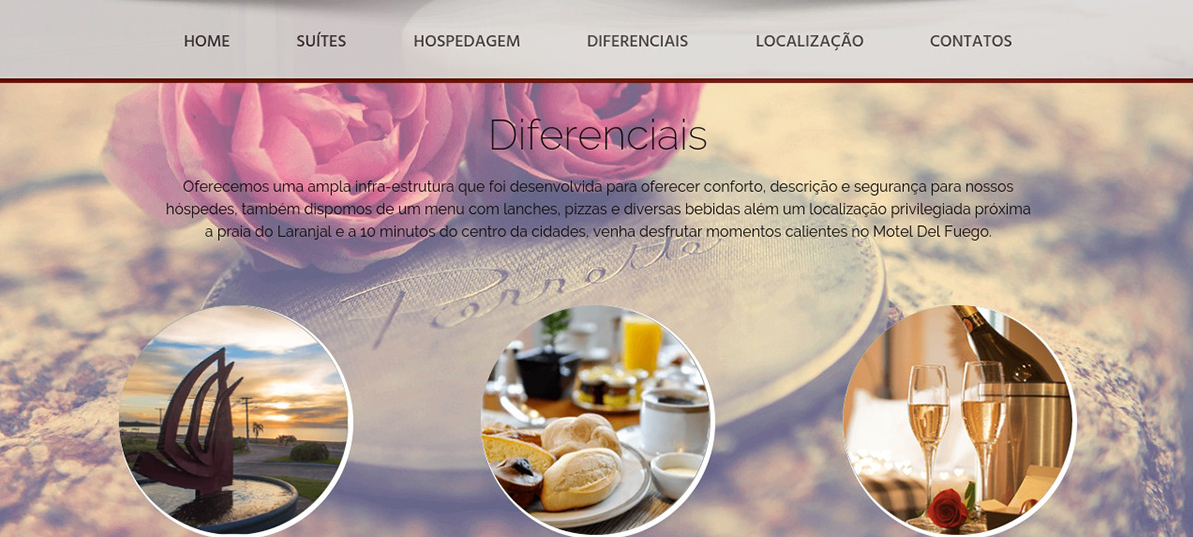 HOME SUÍTES HOSPEDAGEM DIFERENCIAIS LOCALIZAÇÃO CONTATOS
Diferenciais
Oferecemos uma ampla infra-estrutura que foi desenvolvida para oferecer conforto, descrição e segurança para nossos
hóspedes, também dispomos de um menu com lanches, pizzas e diversas bebidas além um localização privilegiada próxima
a praia do Laranjal e a 10 minutos do centro da cidades, venha desfrutar momentos calientes no Motel Del Fuego.